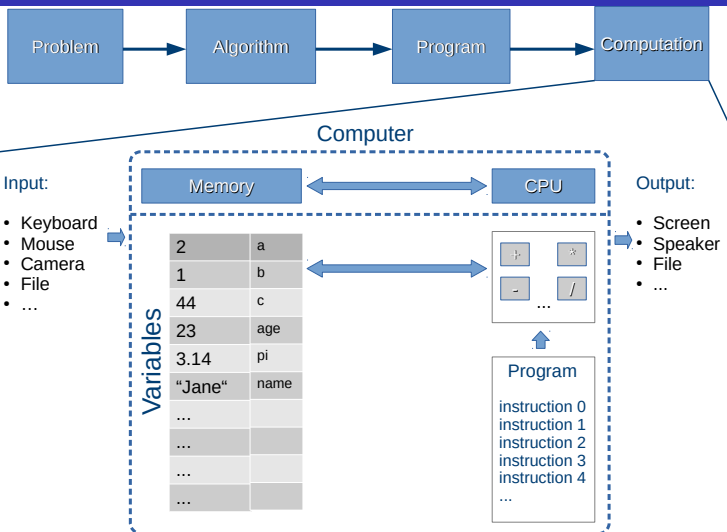 Problem
Algorithm
Program
Computation
Computer
Input:
• Keyboard
• Mouse
• Camera
• File
• ...
Memory
CPU
Variables
2 a
1 b
44 c
23 age
3.14 pi
“Jane“ name
...
...
...
...
+ *
- /
...
Program
instruction 0
instruction 1
instruction 2
instruction 3
instruction 4
...
Output:
• Screen
• Speaker
• File
• ...